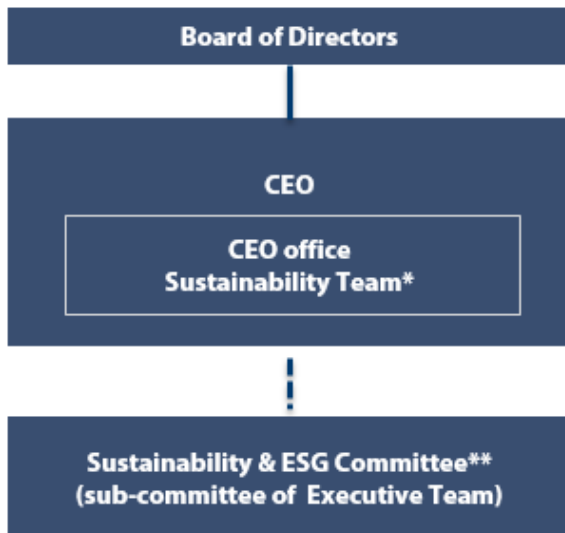 Board of Directors
CEO
CEO office
Sustainability Team*
Sustainability & ESG Committee**
(sub-committee of Executive Team)